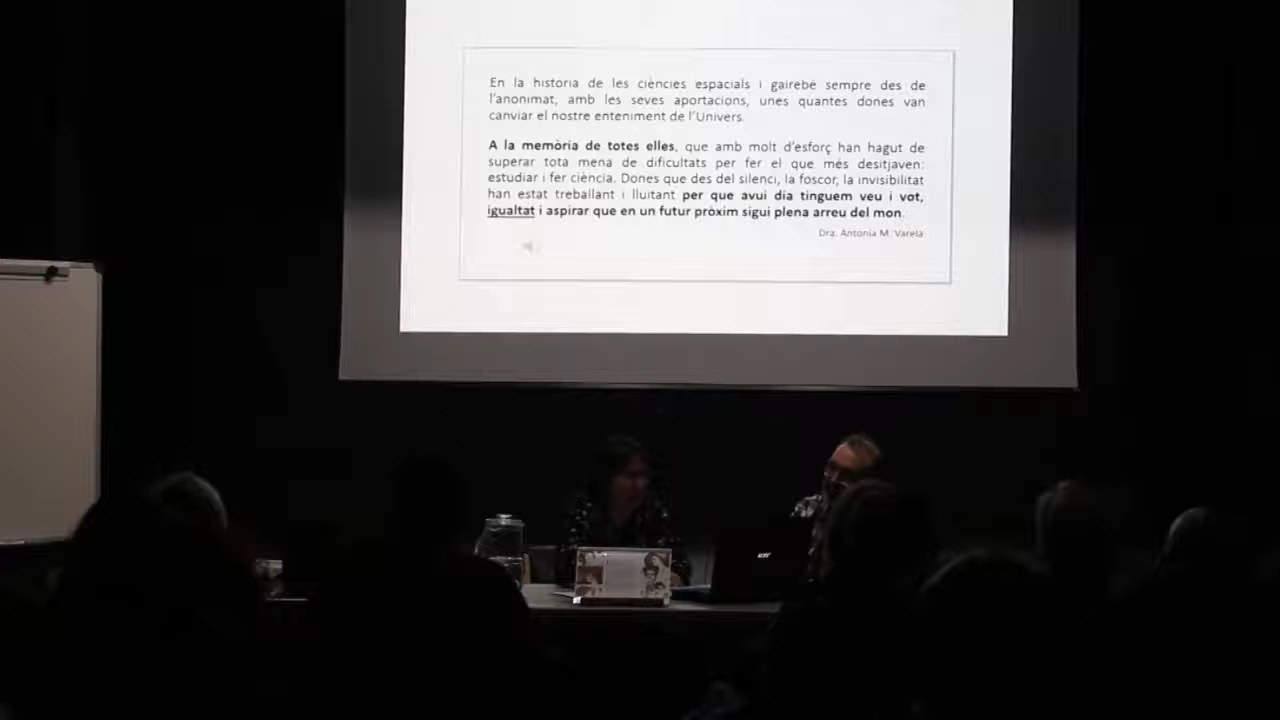 En la historia de les ciències espacials i gairebé sempre des de
l'anonimat, amb les seves aportacions, unes quantes dones van
canviar el nostre enteniment de l'Univers.
A la memòria de totes elles, que amb molt d'esforç han hagut de
superar tota mena de dificultats per fer el que més desitjaven:
estudiar i fer ciència. Dones que des del silenci, la foscor, la invisibilitat
han estat treballant i lluitant per que avui dia tinguem veu i vot,
igualtat i aspirar que en un futur pròxim sigui plena arreu del mon.
Dra. Antonia M. Varela
acer